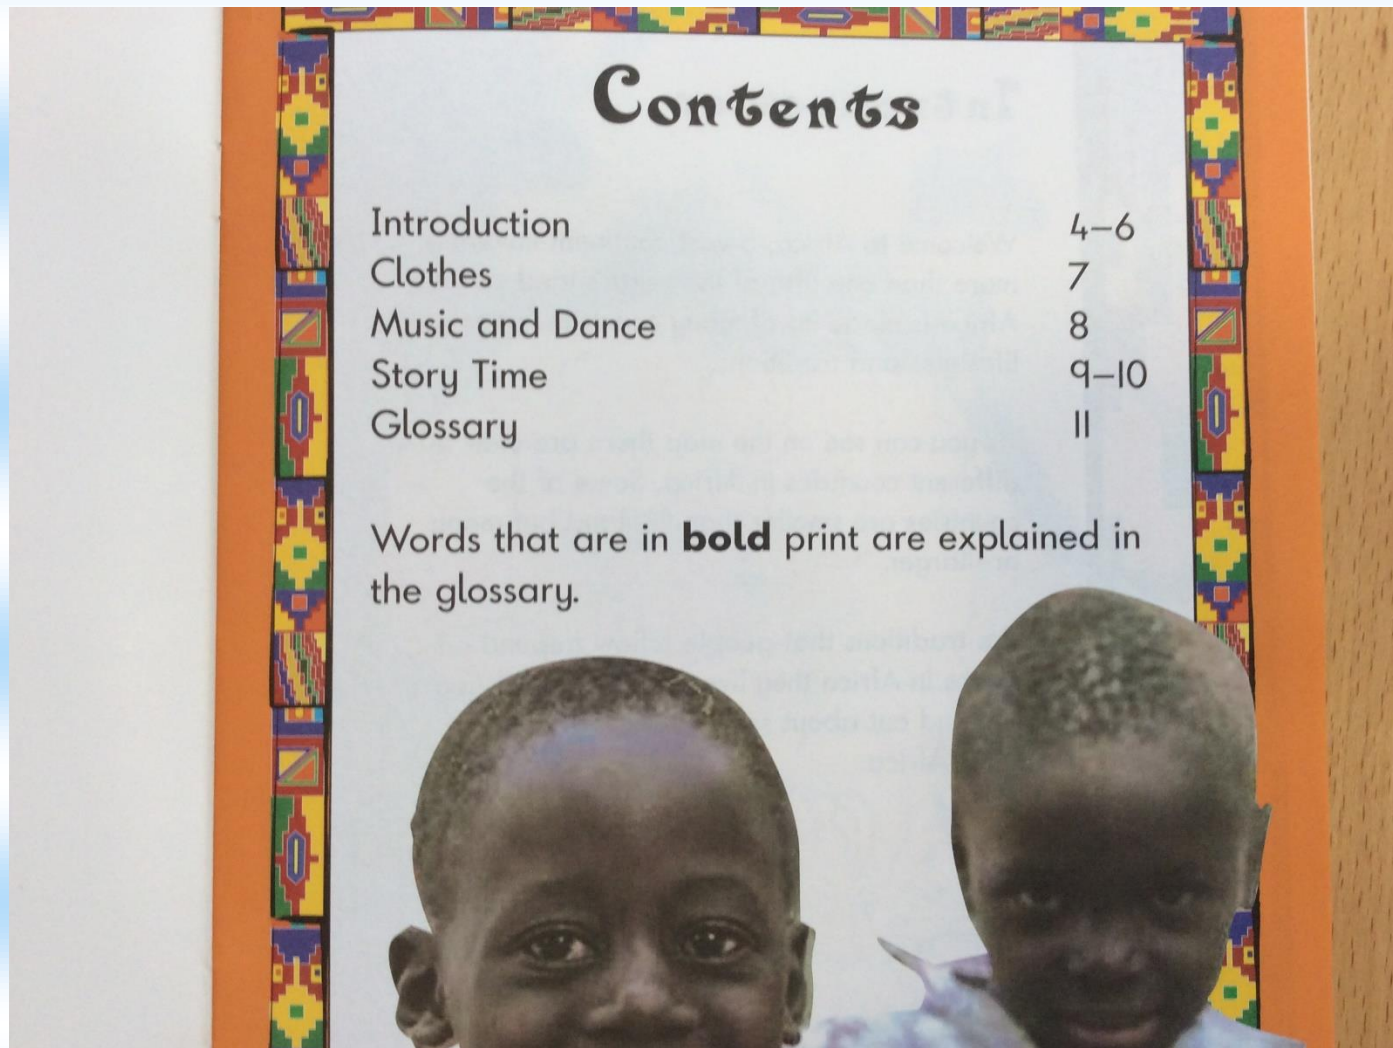 Contents
Introduction 4–6
Clothes 7
Music and Dance 8
Story Time 9–10
Glossary 11
Words that are in bold print are explained in
the glossary.